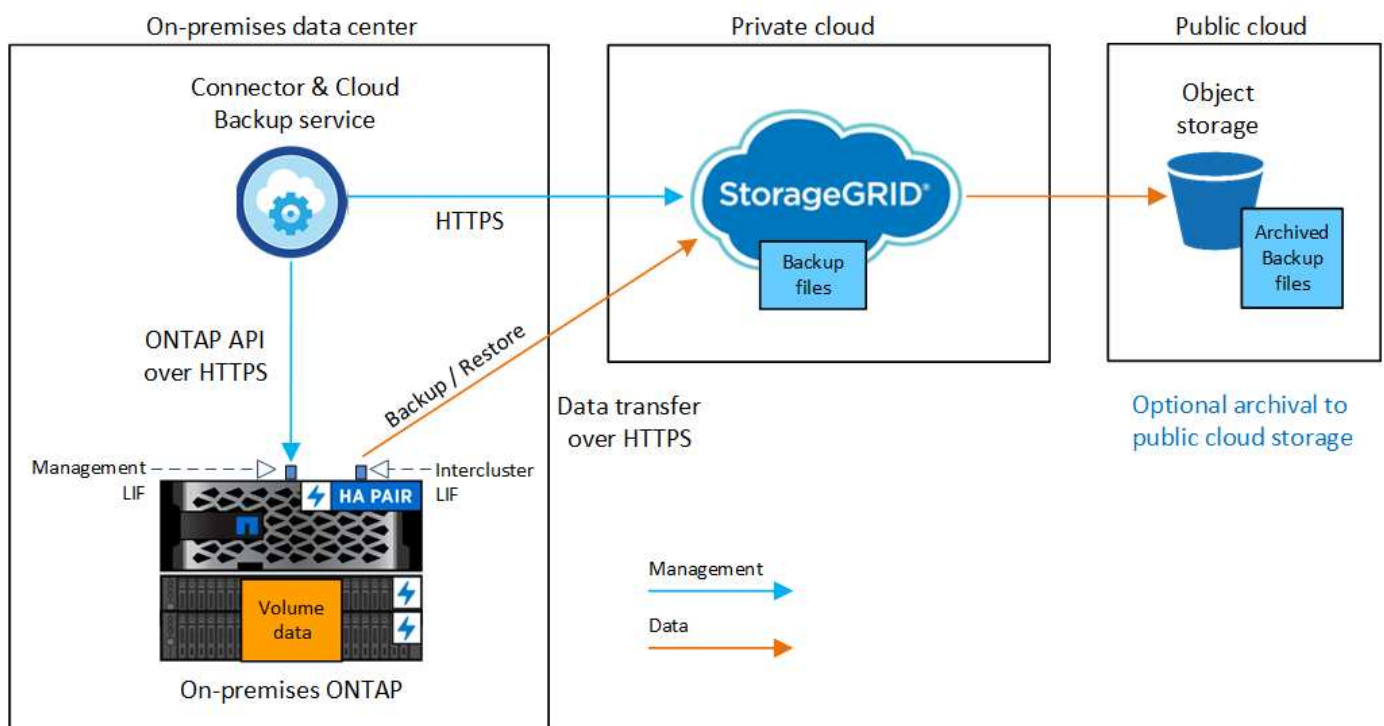 On-premises data center
Private cloud
Public cloud
Connector & Cloud
Backup service
Object
storage
StorageGRID®
HTTPS
Backup
files
Archived
Backup
files
ONTAP API
over HTTPS
Backup / Restore
Data transfer
over HTTPS
Optional archival to
public cloud storage
Management
LIF
Intercluster
LIF
HA PAIR
Volume
data
On-premises ONTAP
Management
Data